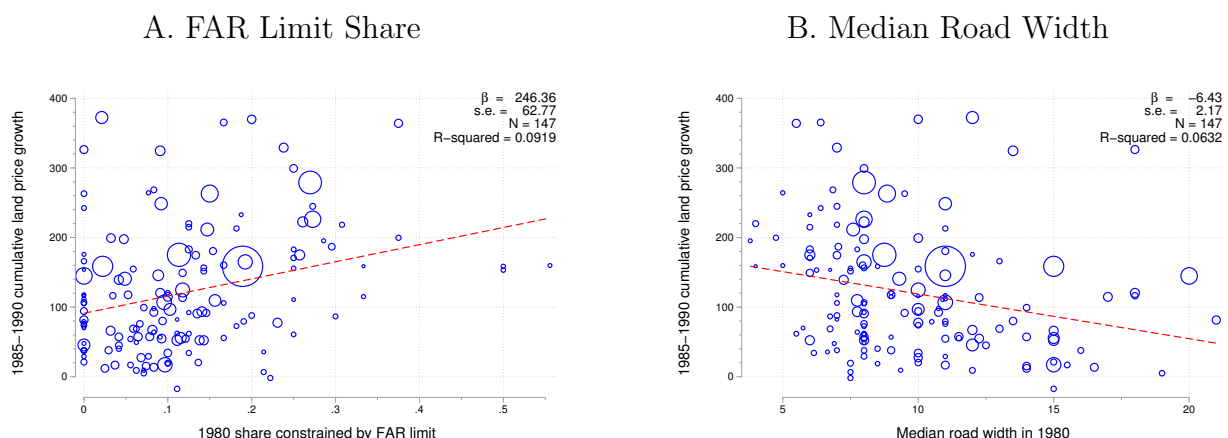 A. FAR Limit Share
β = 246.36
s.e. = 62.77
N = 147
R−squared = 0.0919
1985−1990 cumulative land price growth
400
300
200
100
0
0 .1 .2 .3 .4 .5
1980 share constrained by FAR limit
B. Median Road Width
β = −6.43
s.e. = 2.17
N = 147
R−squared = 0.0632
1985−1990 cumulative land price growth
400
300
200
100
0
5 10 15 20
Median road width in 1980